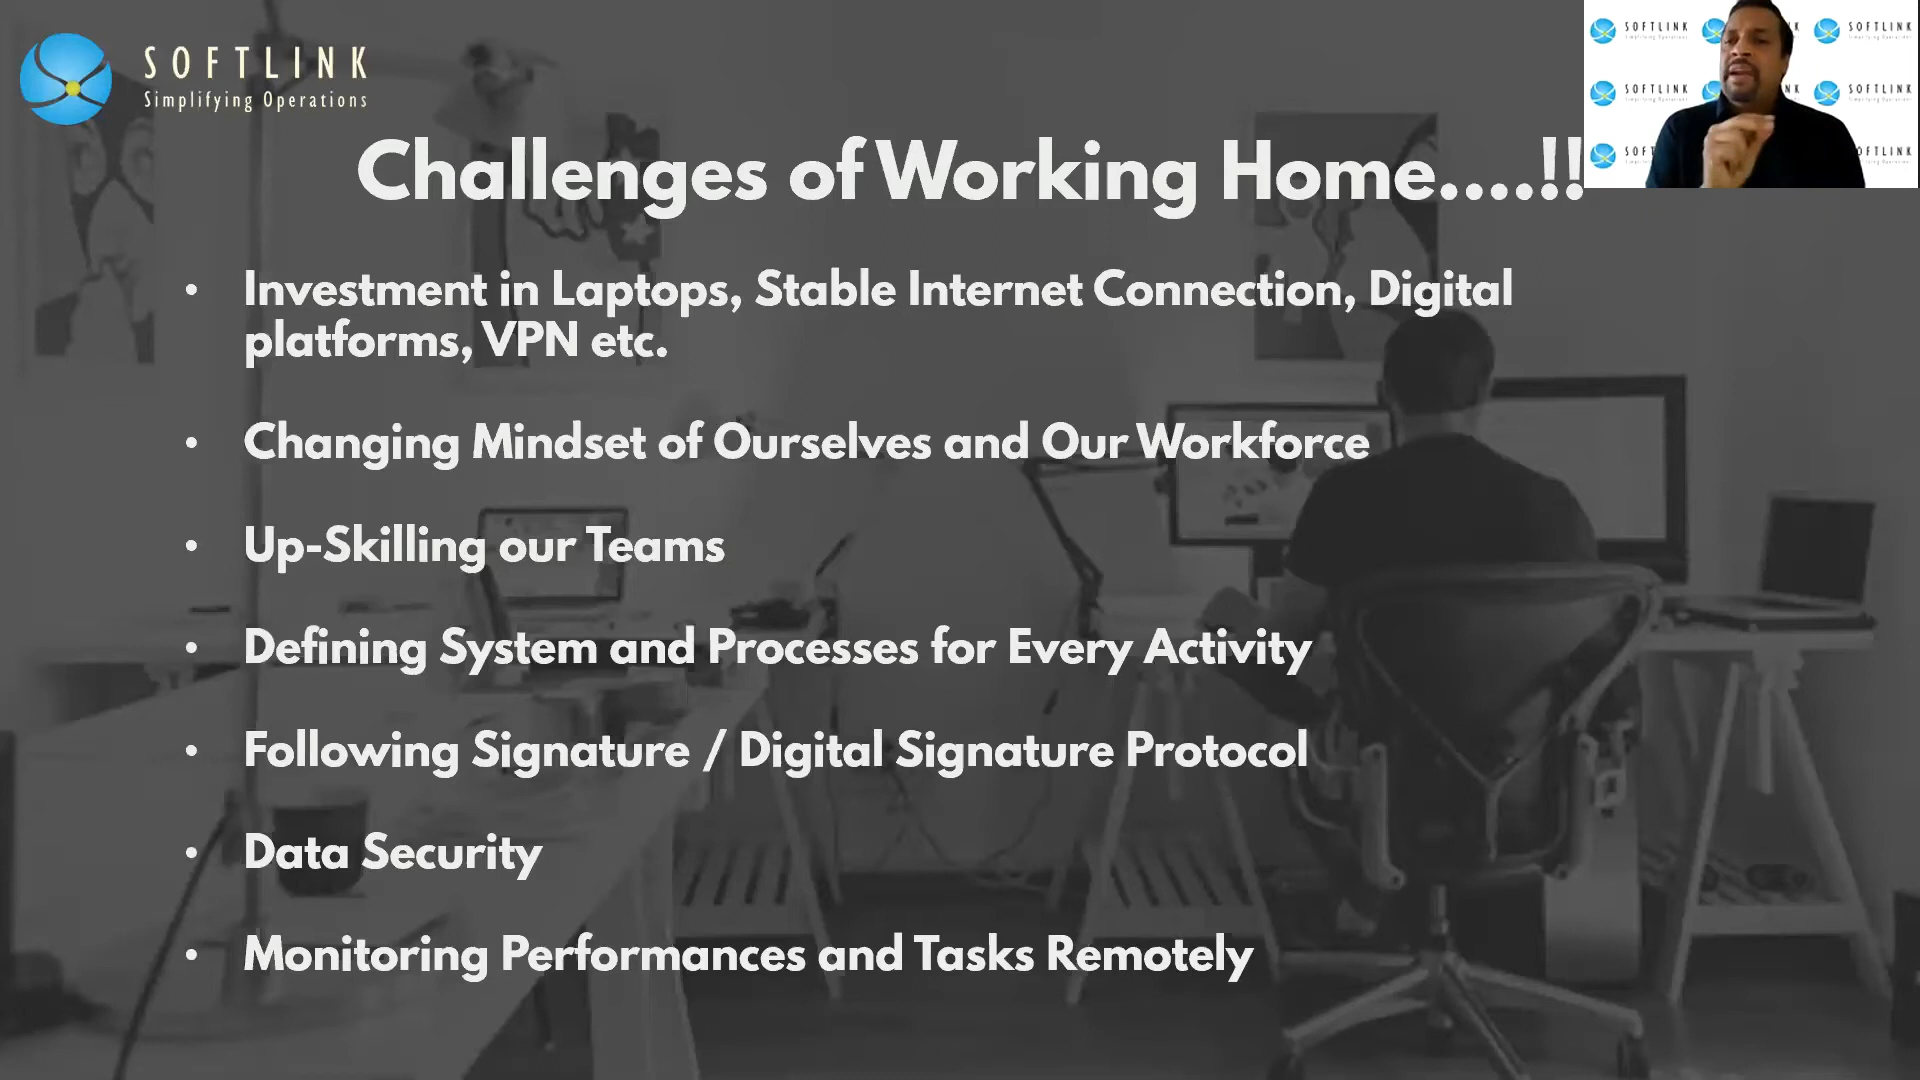 SOFTLINK
Simplifying Operations
Challenges of Working Home....!!
• Investment in Laptops, Stable Internet Connection, Digital
platforms, VPN etc.
• Changing Mindset of Ourselves and Our Workforce
• Up-Skilling our Teams
• Defining System and Processes for Every Activity
• Following Signature / Digital Signature Protocol
• Data Security
• Monitoring Performances and Tasks Remotely
SOFTLINK
SOFTLINK
SOFTLINK
SOFTLINK